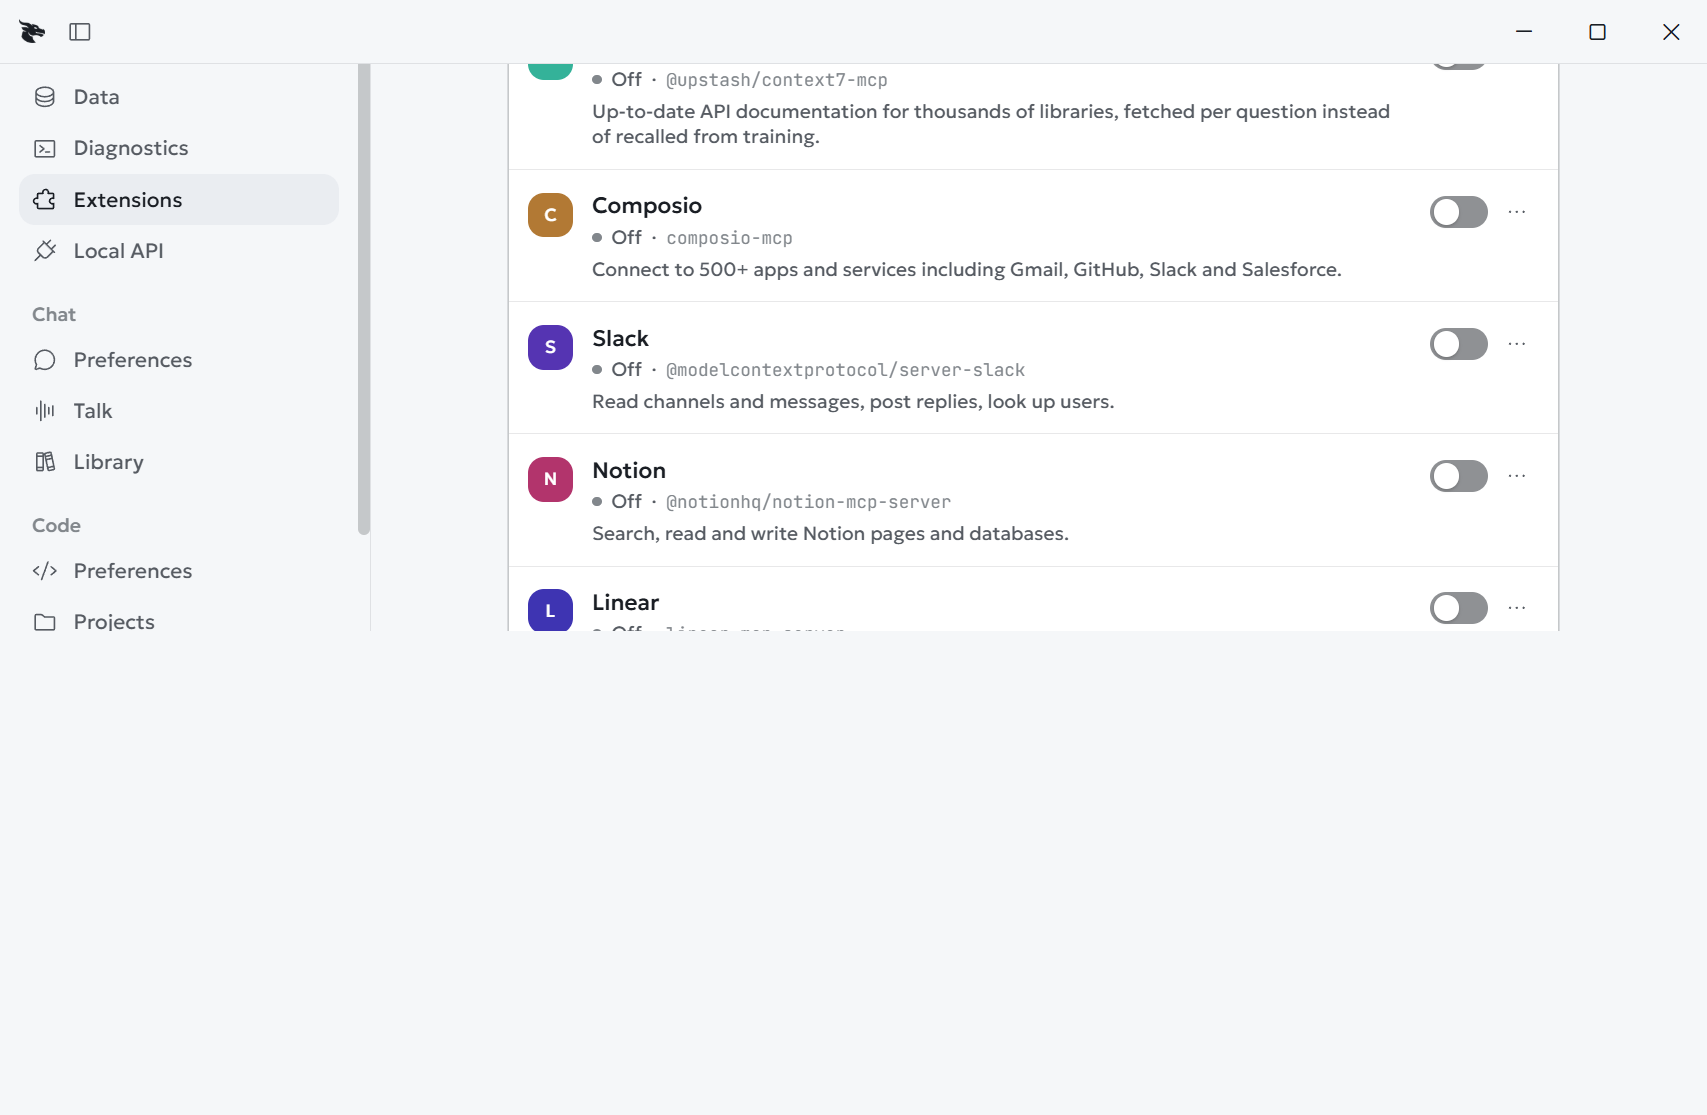 Data
Diagnostics
Extensions
Local API
Chat
Preferences
Talk
Library
Code
Preferences
Projects
Off · @upstash/context7-mcp
Up-to-date API documentation for thousands of libraries, fetched per question instead
of recalled from training.
C
Composio
Off · composio-mcp
Connect to 500+ apps and services including Gmail, GitHub, Slack and Salesforce.
S
Slack
Off · @modelcontextprotocol/server-slack
Read channels and messages, post replies, look up users.
N
Notion
Off · @notionhq/notion-mcp-server
Search, read and write Notion pages and databases.
L
Linear
Off · linear-mcp-server